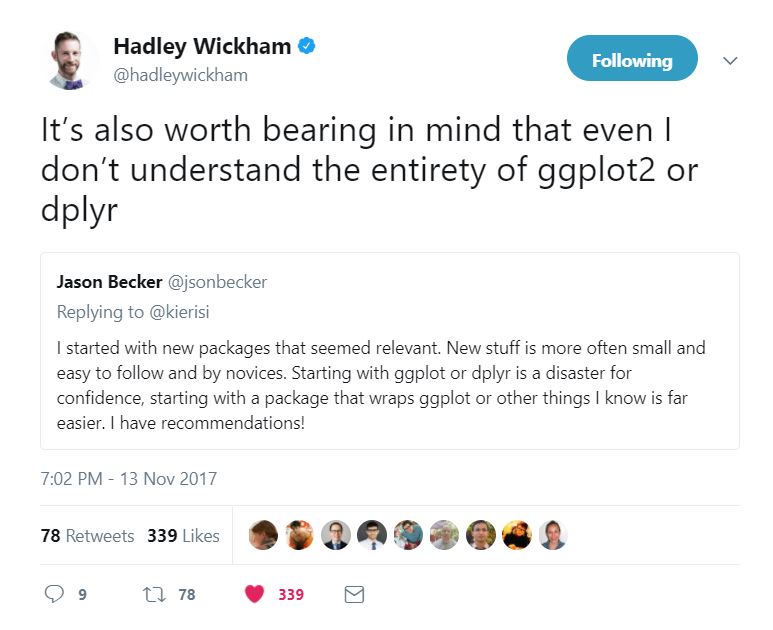 Hadley Wickham
@hadleywickham
Following
It’s also worth bearing in mind that even I
don’t understand the entirety of ggplot2 or
dplyr
Jason Becker @jsonbecker
Replying to @kierisi
I started with new packages that seemed relevant. New stuff is more often small and
easy to follow and by novices. Starting with ggplot or dplyr is a disaster for
confidence, starting with a package that wraps ggplot or other things I know is far
easier. I have recommendations!
7:02 PM - 13 Nov 2017
78 Retweets 339 Likes
9 78 339